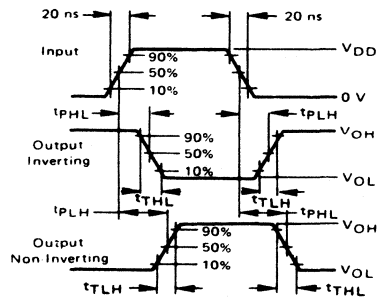 20 ns
20 ns
Input
90%
50%
10%
VDD
0 V
tPHL
tPLH
Output
Inverting
90%
50%
10%
VOH
VOL
tTHL
tTLH
tPLH
tPHL
Output
Non-Inverting
90%
50%
10%
VOH
VOL
tTLH
tTHL